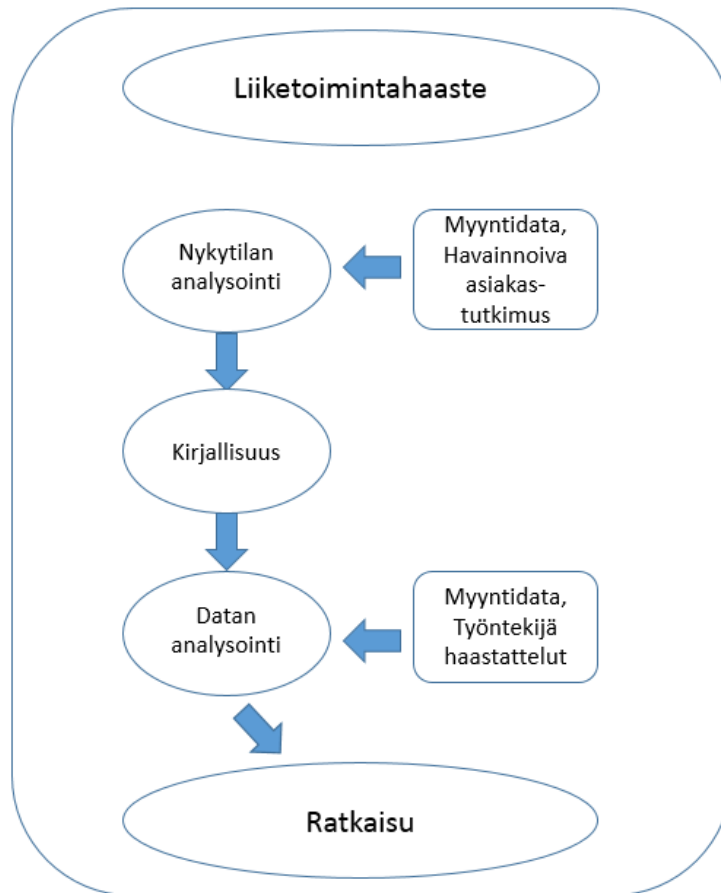 Liiketoimintahaaste
Nykytilan
analysointi
Myyntidata,
Havainnoiva
asiakas-
tutkimus
Kirjallisuus
Datan
analysointi
Myyntidata,
Työntekijä
haastattelut
Ratkaisu